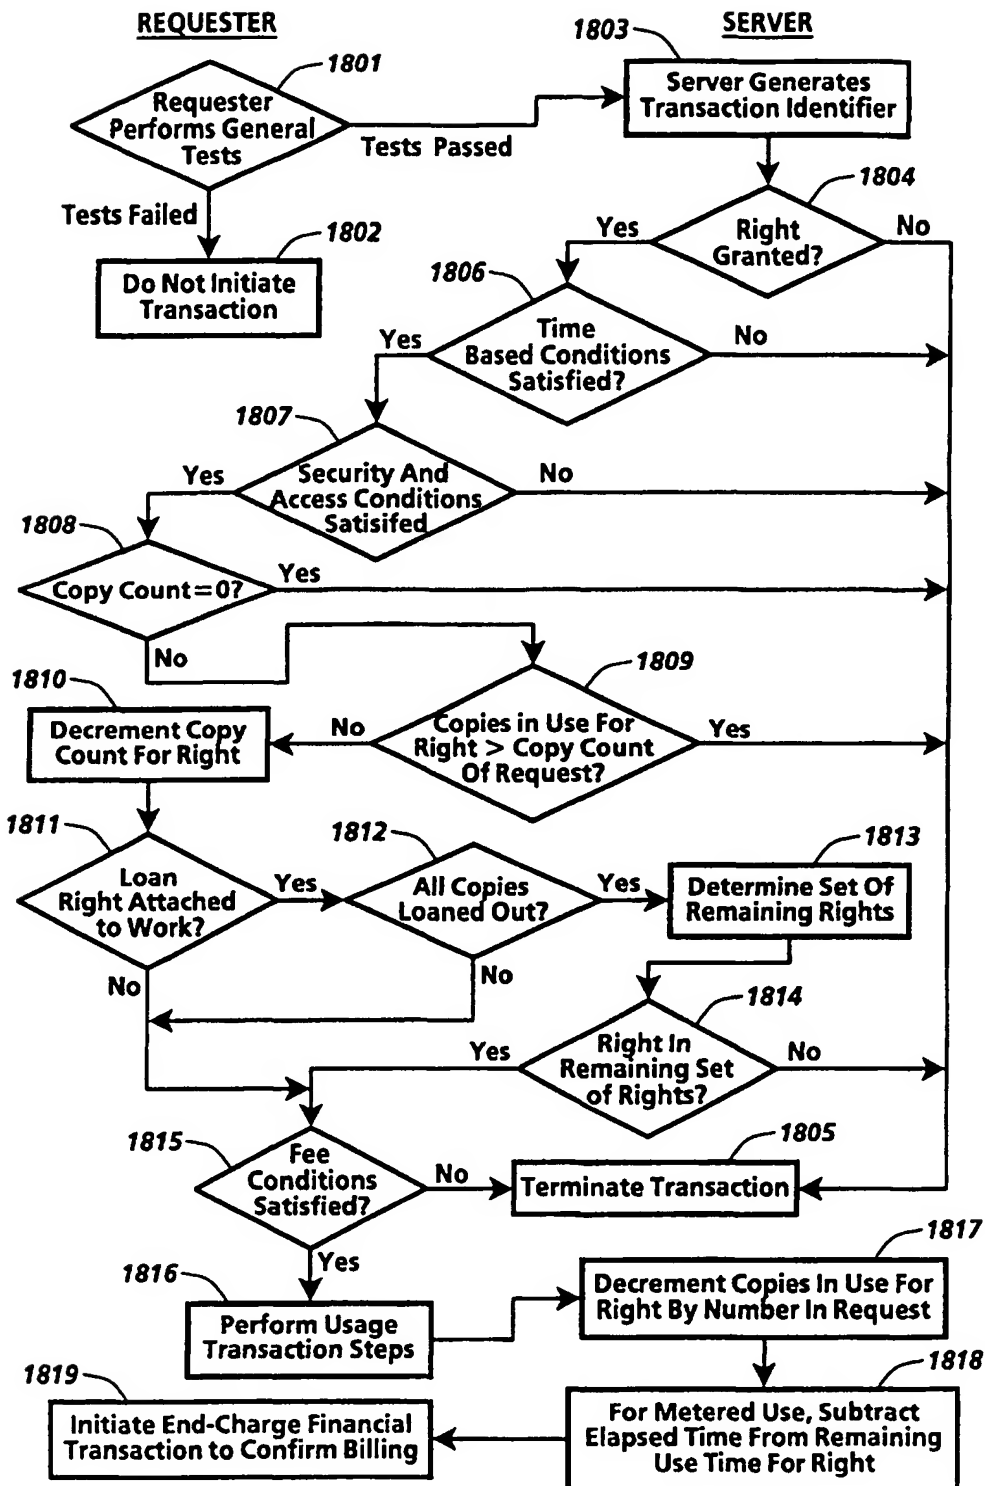 REQUESTER
SERVER
1801
1803
Requester
Performs General
Tests
Server Generates
Transaction Identifier
Tests Passed
Tests Failed
1802
Do Not Initiate
Transaction
1804
Right
Granted?
Yes
No
1806
Time
Based Conditions
Satisfied?
Yes
No
1807
Security And
Access Conditions
Satisifed
Yes
No
1808
Copy Count=0?
Yes
No
1809
Copies in Use For
Right > Copy Count
Of Request?
No
Yes
1810
Decrement Copy
Count For Right
1811
Loan
Right Attached
to Work?
Yes
No
1812
All Copies
Loaned Out?
Yes
No
1813
Determine Set Of
Remaining Rights
1814
Right In
Remaining Set
of Rights?
Yes
No
1815
Fee
Conditions
Satisfied?
No
Yes
1805
Terminate Transaction
1816
Perform Usage
Transaction Steps
1817
Decrement Copies In Use For
Right By Number In Request
1818
For Metered Use, Subtract
Elapsed Time From Remaining
Use Time For Right
1819
Initiate End-Charge Financial
Transaction to Confirm Billing